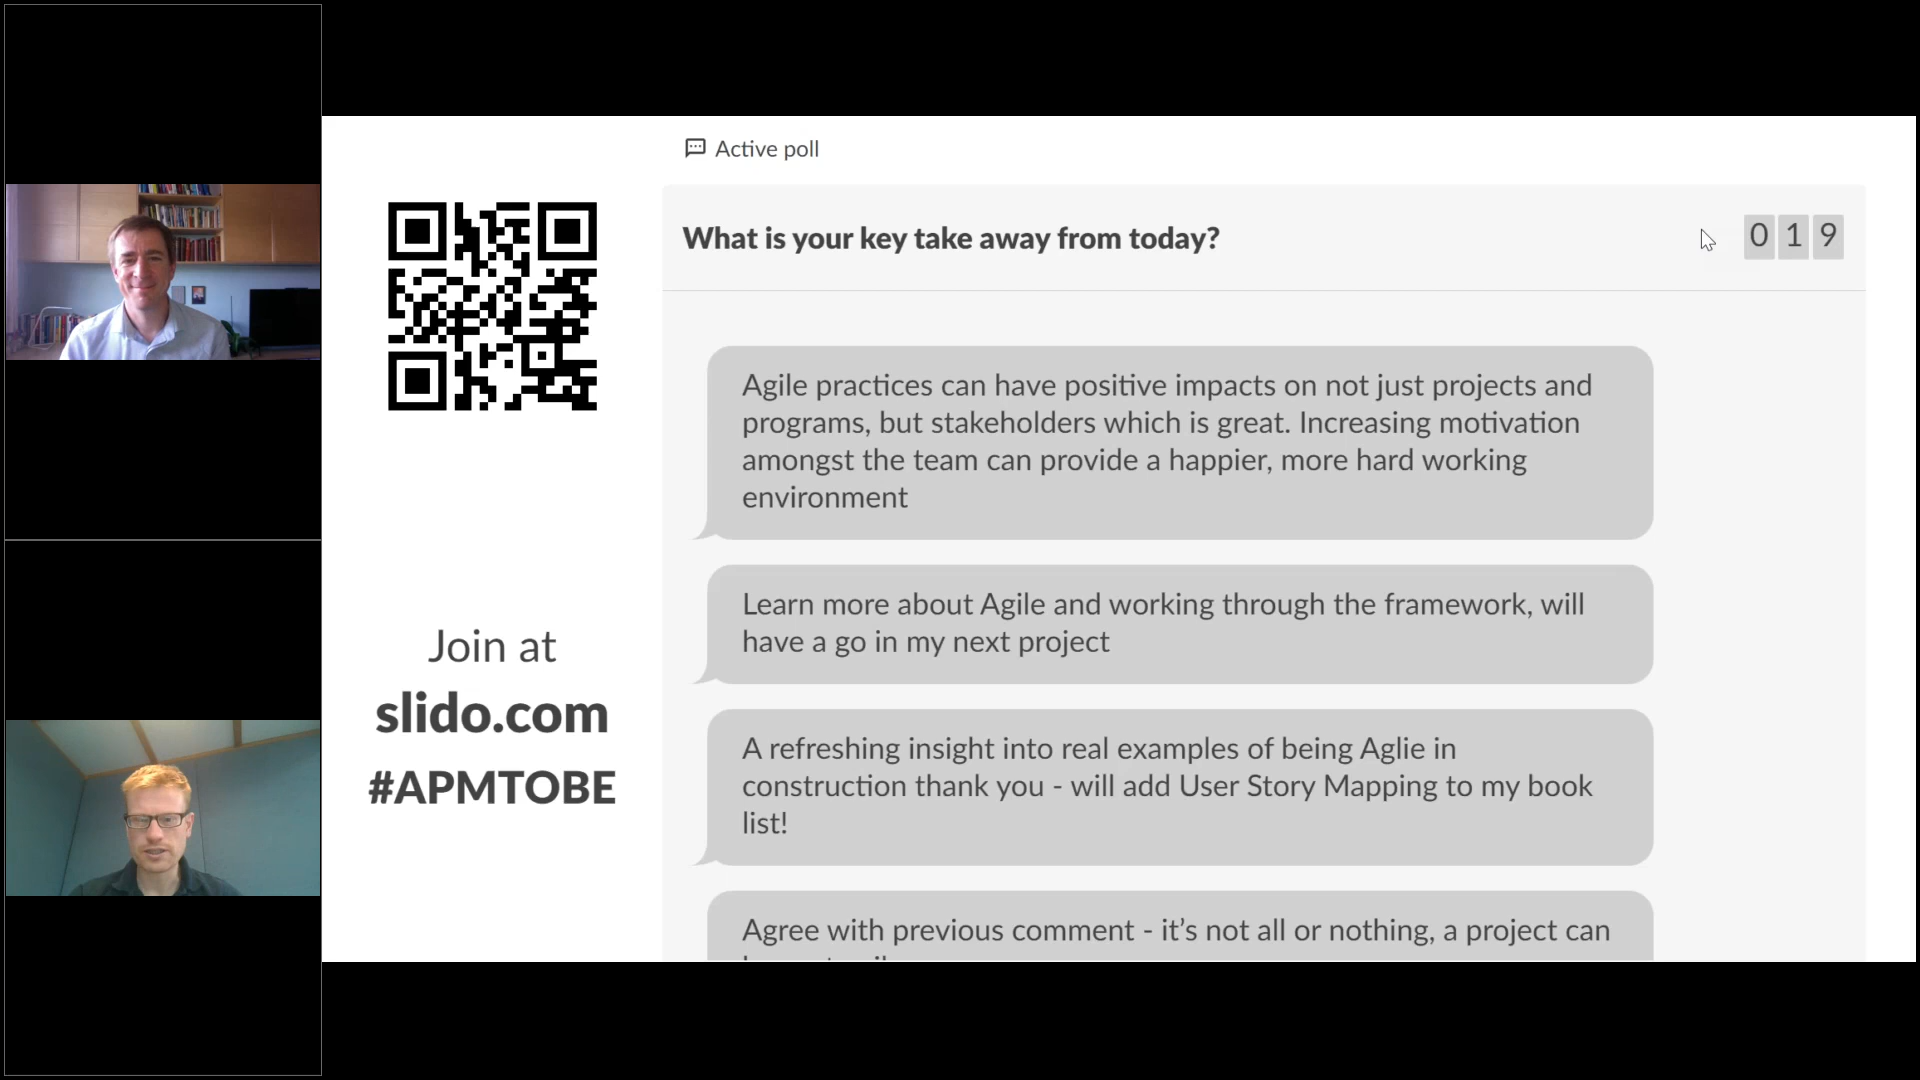 Active poll
What is your key take away from today?
019
Agile practices can have positive impacts on not just projects and
programs, but stakeholders which is great. Increasing motivation
amongst the team can provide a happier, more hard working
environment
Learn more about Agile and working through the framework, will
have a go in my next project
A refreshing insight into real examples of being Aglie in
construction thank you - will add User Story Mapping to my book
list!
Agree with previous comment - it’s not all or nothing, a project can
Join at
slido.com
#APMTOBE